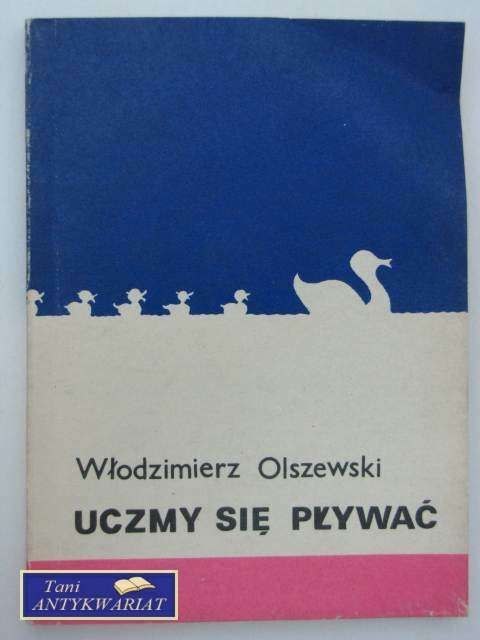 Włodzimierz Olszewski
UCZMY SIĘ PŁYWAĆ
Tani
ANTYKWARIAT